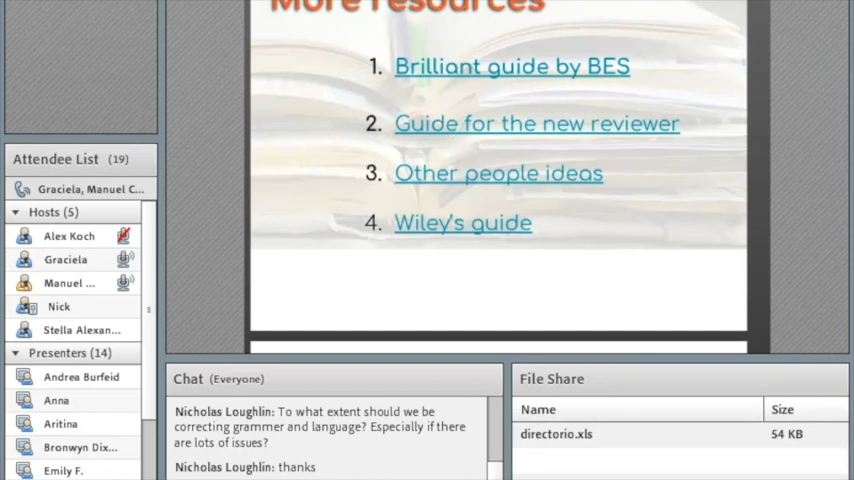 More resources
1. Brilliant guide by BES
2. Guide for the new reviewer
3. Other people ideas
4. Wiley's guide
Attendee List (19)
Graciela, Manuel C...
Hosts (5)
Alex Koch
Graciela
Manuel ...
Nick
Stella Alexan...
Presenters (14)
Andrea Burfeid
Anna
Aritina
Bronwyn Dix...
Emily F.
Chat (Everyone)
Nicholas Loughlin: To what extent should we be
correcting grammer and language? Especially if there
are lots of issues?
Nicholas Loughlin: thanks
File Share
Name Size
directorio.xls 54 KB